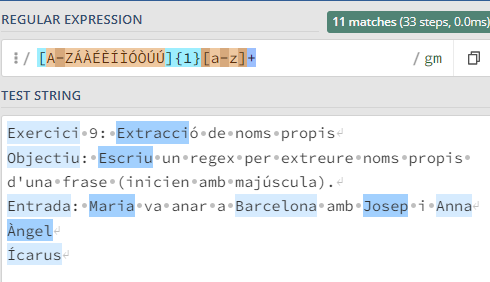 REGULAR EXPRESSION
11 matches (33 steps, 0.0ms)
/ [A-ZÁÀÉÈÍÌÓÒÚÚ]{1}[a-z]+ / gm
TEST STRING
Exercici 9: Extracció de noms propis
Objectiu: Escriu un regex per extreure noms propis
d'una frase (inicien amb majúscula).
Entrada: Maria va anar a Barcelona amb Josep i Anna
Àngel
Ícarus